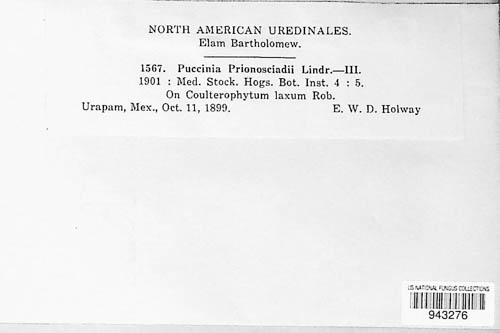 NORTH AMERICAN UREDINALES.
Elam Bartholomew.
1567. Puccinia Prionosciadii Lindr.—III.
1901 : Med. Stock. Hogs. Bot. Inst. 4 : 5.
On Coulterophytum laxum Rob.
Urapam, Mex., Oct. 11, 1899. E. W. D. Holway
US NATIONAL FUNGUS COLLECTIONS
943276